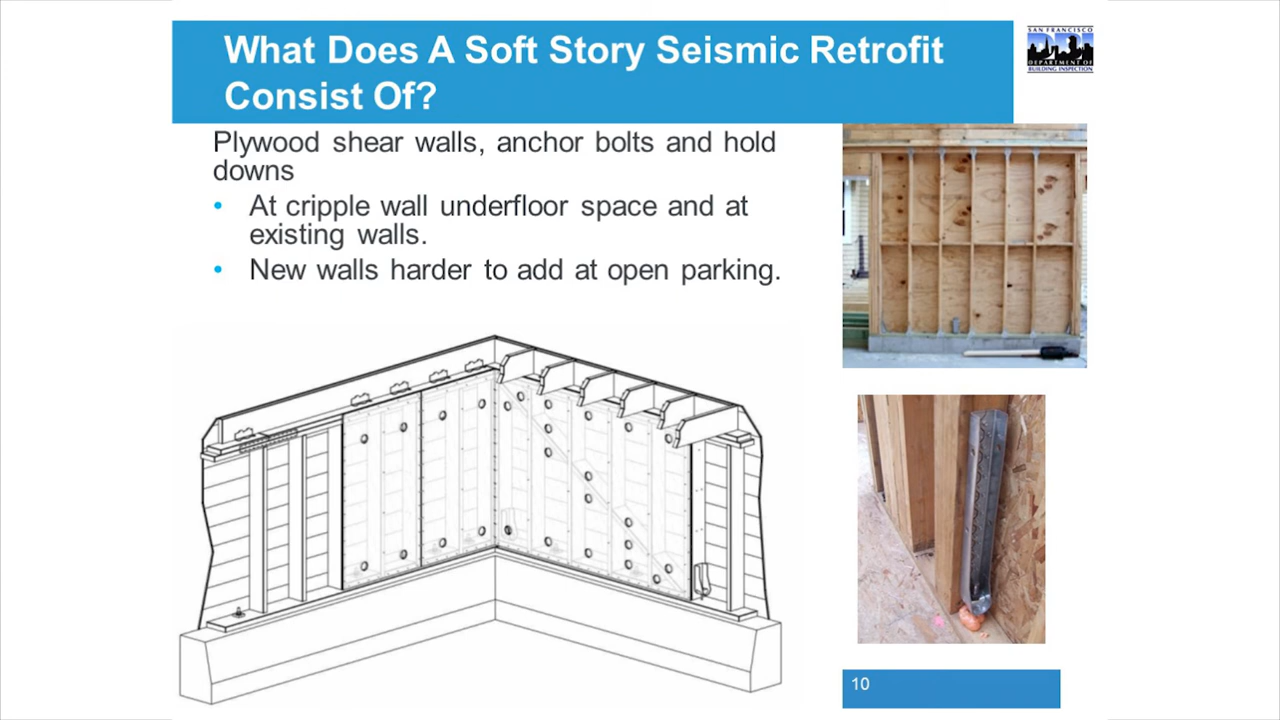 What Does A Soft Story Seismic Retrofit
Consist Of?
SAN FRANCISCO
DEPARTMENT OF
BUILDING INSPECTION
Plywood shear walls, anchor bolts and hold
downs
• At cripple wall underfloor space and at
existing walls.
• New walls harder to add at open parking.
10